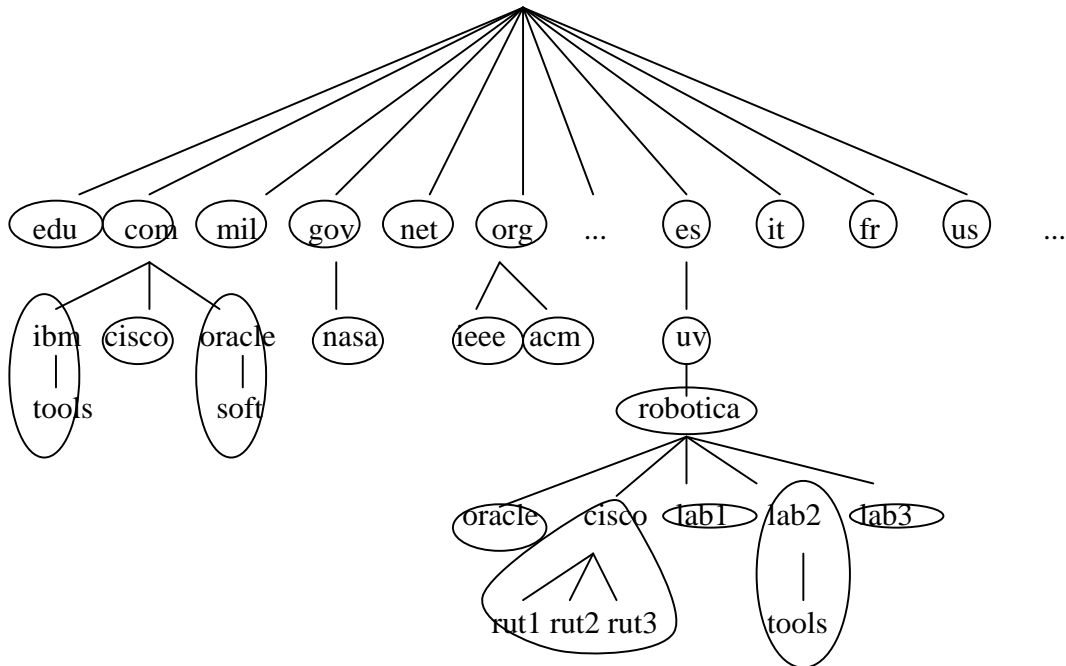 edu com mil gov net org ... es it fr us ...
ibm cisco oracle nasa ieee acm uv
tools soft robotica
oracle cisco lab1 lab2 lab3
rut1 rut2 rut3 tools